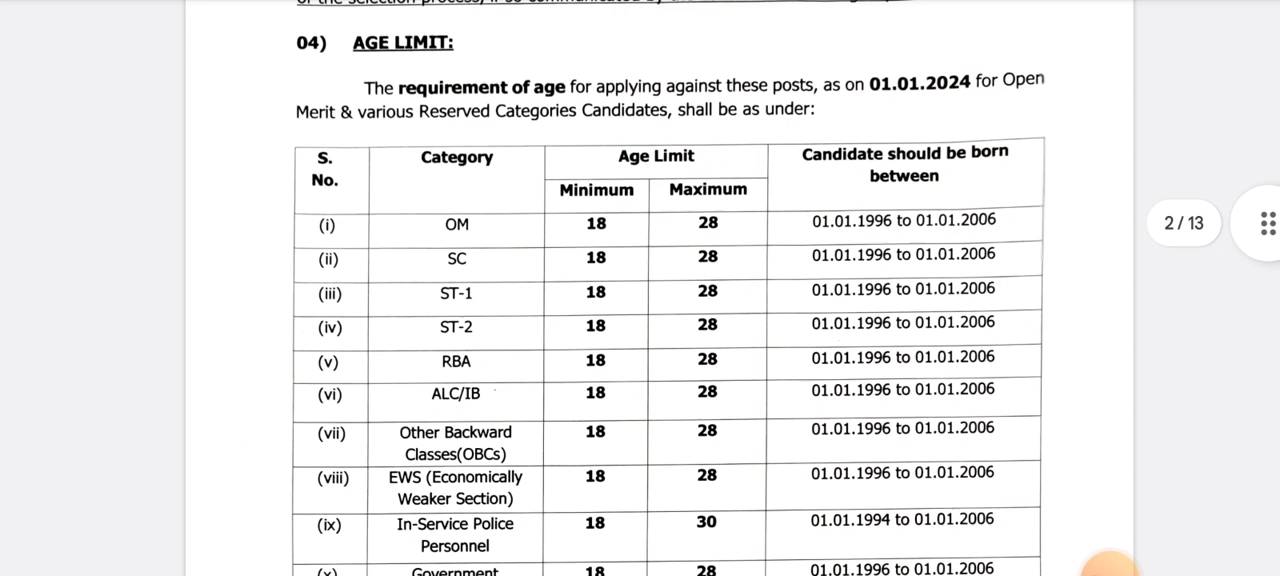 04) AGE LIMIT:
The requirement of age for applying against these posts, as on 01.01.2024 for Open
Merit & various Reserved Categories Candidates, shall be as under:
S. No. Category Age Limit Candidate should be born between
Minimum Maximum
(i) OM 18 28 01.01.1996 to 01.01.2006
(ii) SC 18 28 01.01.1996 to 01.01.2006
(iii) ST-1 18 28 01.01.1996 to 01.01.2006
(iv) ST-2 18 28 01.01.1996 to 01.01.2006
(v) RBA 18 28 01.01.1996 to 01.01.2006
(vi) ALC/IB 18 28 01.01.1996 to 01.01.2006
(vii) Other Backward 18 28 01.01.1996 to 01.01.2006
Classes(OBCs)
(viii) EWS (Economically 18 28 01.01.1996 to 01.01.2006
Weaker Section)
(ix) In-Service Police 18 30 01.01.1994 to 01.01.2006
Personnel
(x) Government 18 28 01.01.1996 to 01.01.2006
2 / 13